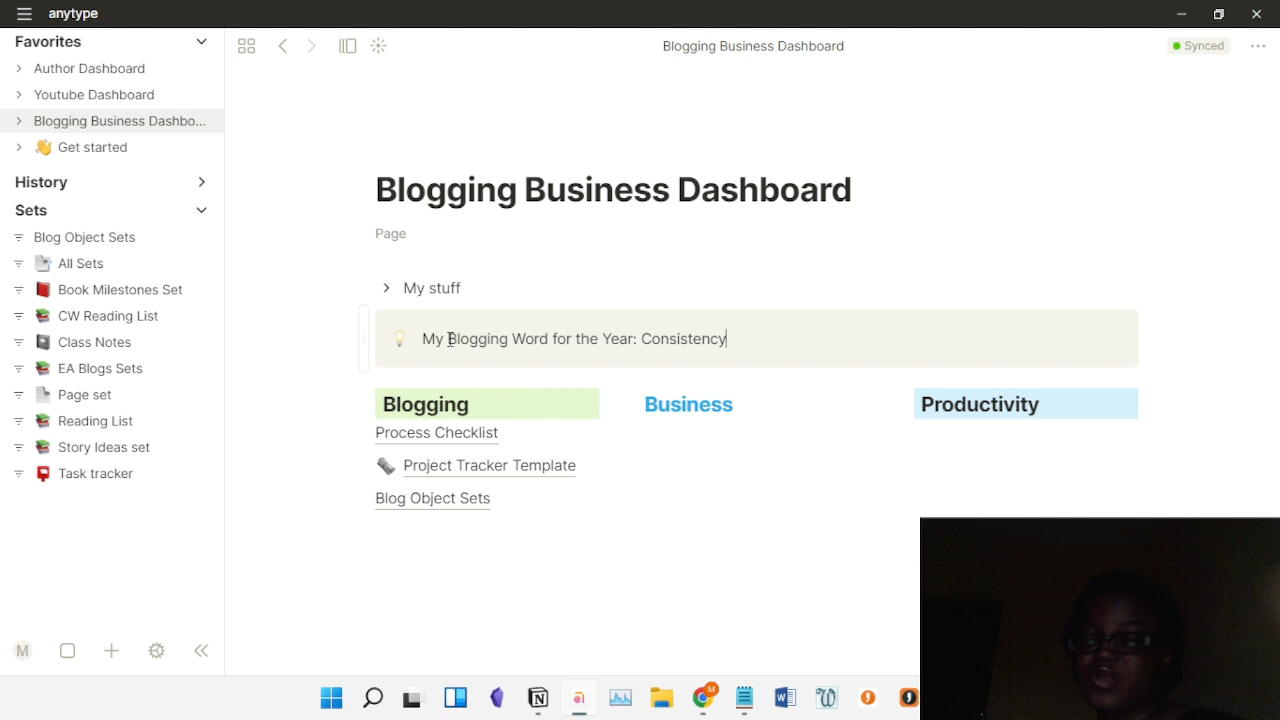 anytype
Favorites
Author Dashboard
Youtube Dashboard
Blogging Business Dashbo...
Get started
History
Sets
Blog Object Sets
All Sets
Book Milestones Set
CW Reading List
Class Notes
EA Blogs Sets
Page set
Reading List
Story Ideas set
Task tracker
M
Blogging Business Dashboard
Synced
Blogging Business Dashboard
Page
My stuff
My Blogging Word for the Year: Consistency
Blogging
Process Checklist
Project Tracker Template
Blog Object Sets
Business
Productivity
M